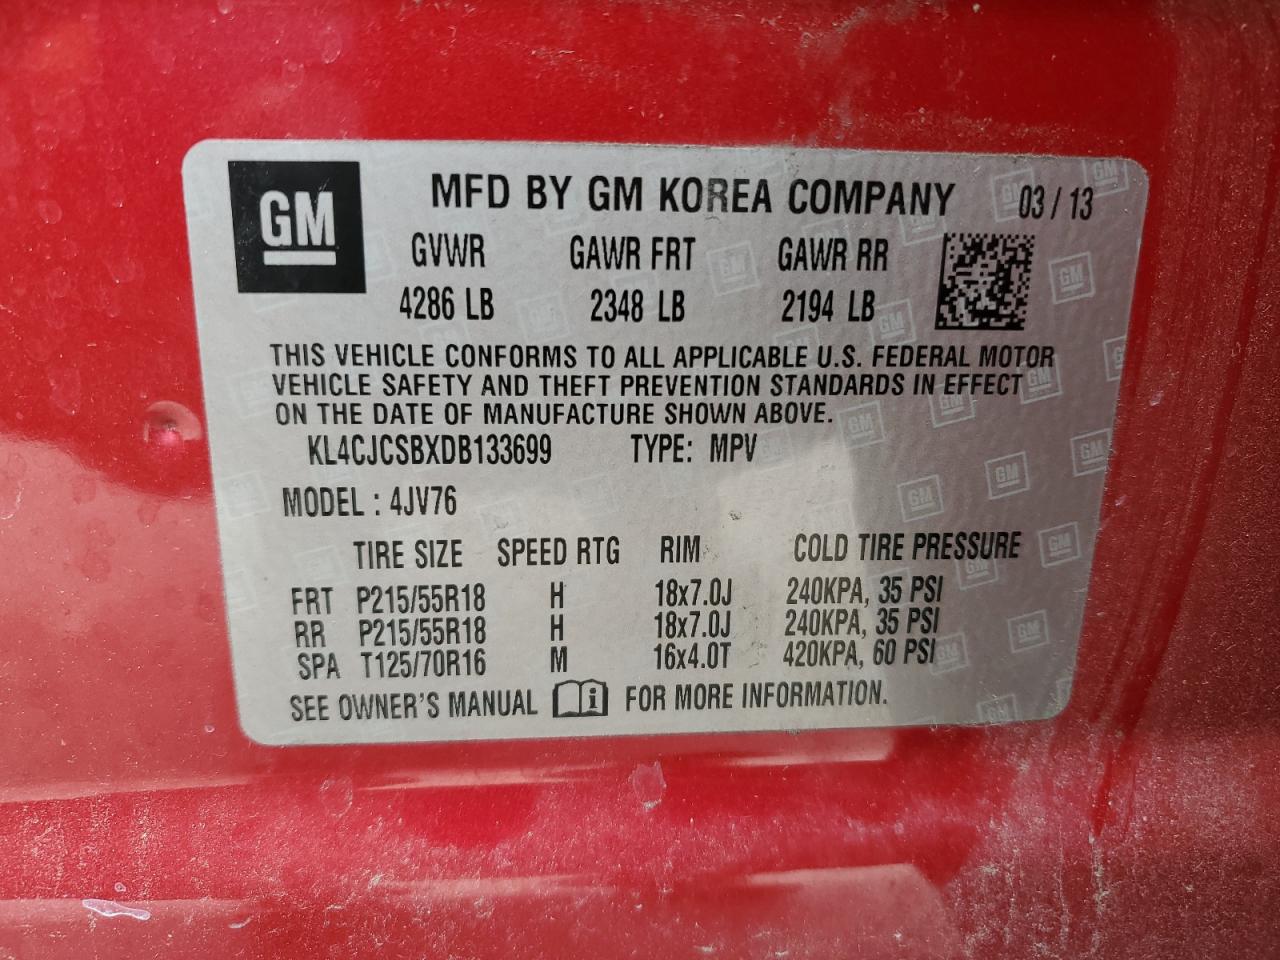 GM
MFD BY GM KOREA COMPANY 03 / 13
GVWR GAWR FRT GAWR RR
4286 LB 2348 LB 2194 LB
THIS VEHICLE CONFORMS TO ALL APPLICABLE U.S. FEDERAL MOTOR
VEHICLE SAFETY AND THEFT PREVENTION STANDARDS IN EFFECT
ON THE DATE OF MANUFACTURE SHOWN ABOVE.
KL4CJCSBXDB133699 TYPE: MPV
MODEL : 4JV76
TIRE SIZE SPEED RTG RIM COLD TIRE PRESSURE
FRT P215/55R18 H 18x7.0J 240KPA, 35 PSI
RR P215/55R18 H 18x7.0J 240KPA, 35 PSI
SPA T125/70R16 M 16x4.0T 420KPA, 60 PSI
SEE OWNER'S MANUAL i FOR MORE INFORMATION.